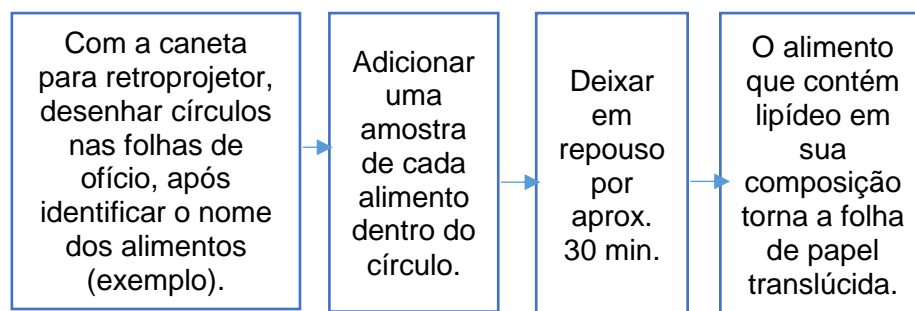 Com a caneta
para retroprojetor,
desenhar círculos
nas folhas de
ofício, após
identificar o nome
dos alimentos
(exemplo).
Adicionar
uma
amostra
de cada
alimento
dentro do
círculo.
Deixar
em
repouso
por
aprox.
30 min.
O alimento
que contém
lipídeo em
sua
composição
torna a folha
de papel
translúcida.